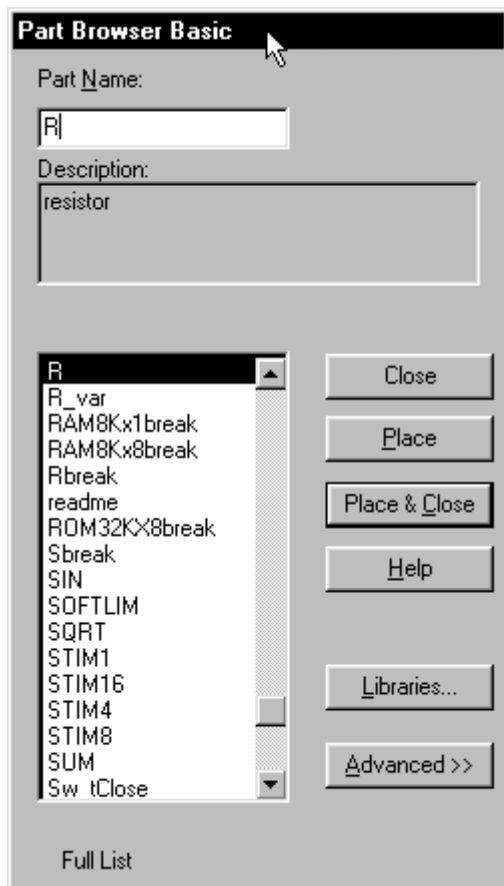 Part Browser Basic
Part Name:
R
Description:
resistor
R
R_var
RAM8Kx1break
RAM8Kx8break
Rbreak
readme
ROM32KX8break
Sbreak
SIN
SOFTLIM
SQRT
STIM1
STIM16
STIM4
STIM8
SUM
Sw_tClose
Close
Place
Place & Close
Help
Libraries...
Advanced >>
Full List